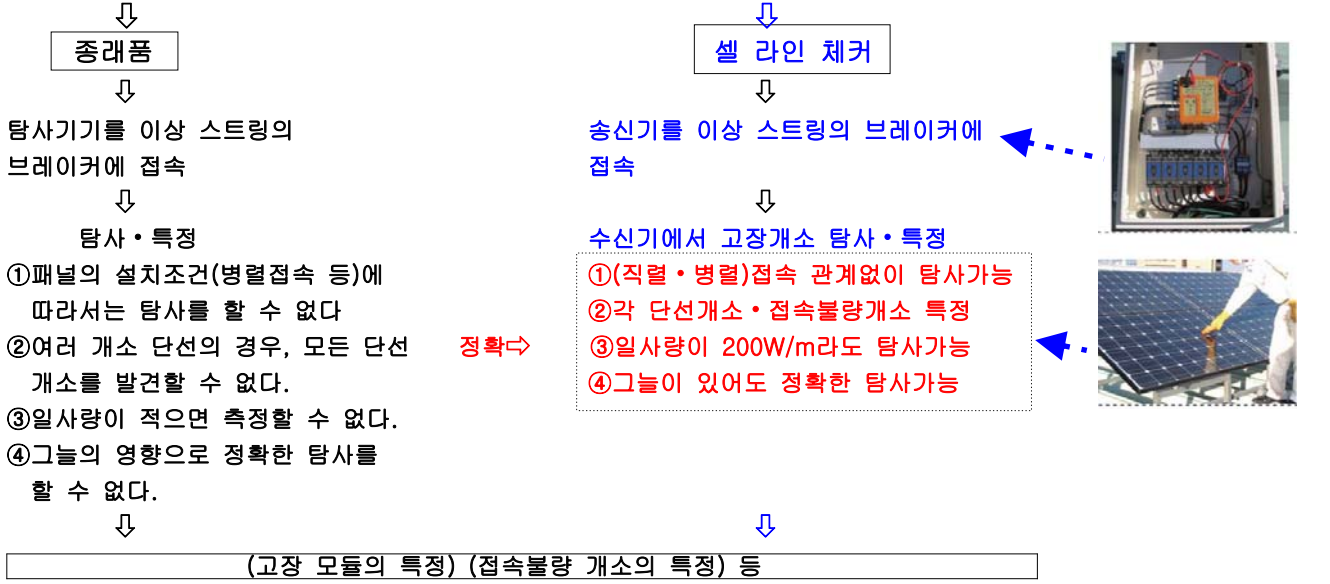 ⇩
종래품
⇩
탐사기기를 이상 스트링의
브레이커에 접속
⇩
탐사•특정
①패널의 설치조건(병렬접속 등)에
따라서는 탐사를 할 수 없다
②여러 개소 단선의 경우, 모든 단선
개소를 발견할 수 없다.
③일사량이 적으면 측정할 수 없다.
④그늘의 영향으로 정확한 탐사를
할 수 없다.
⇩
정확⇨
⇩
셀 라인 체커
⇩
송신기를 이상 스트링의 브레이커에
접속
⇩
수신기에서 고장개소 탐사•특정
①(직렬•병렬)접속 관계없이 탐사가능
②각 단선개소•접속불량개소 특정
③일사량이 200W/m라도 탐사가능
④그늘이 있어도 정확한 탐사가능
⇩
(고장 모듈의 특정) (접속불량 개소의 특정) 등